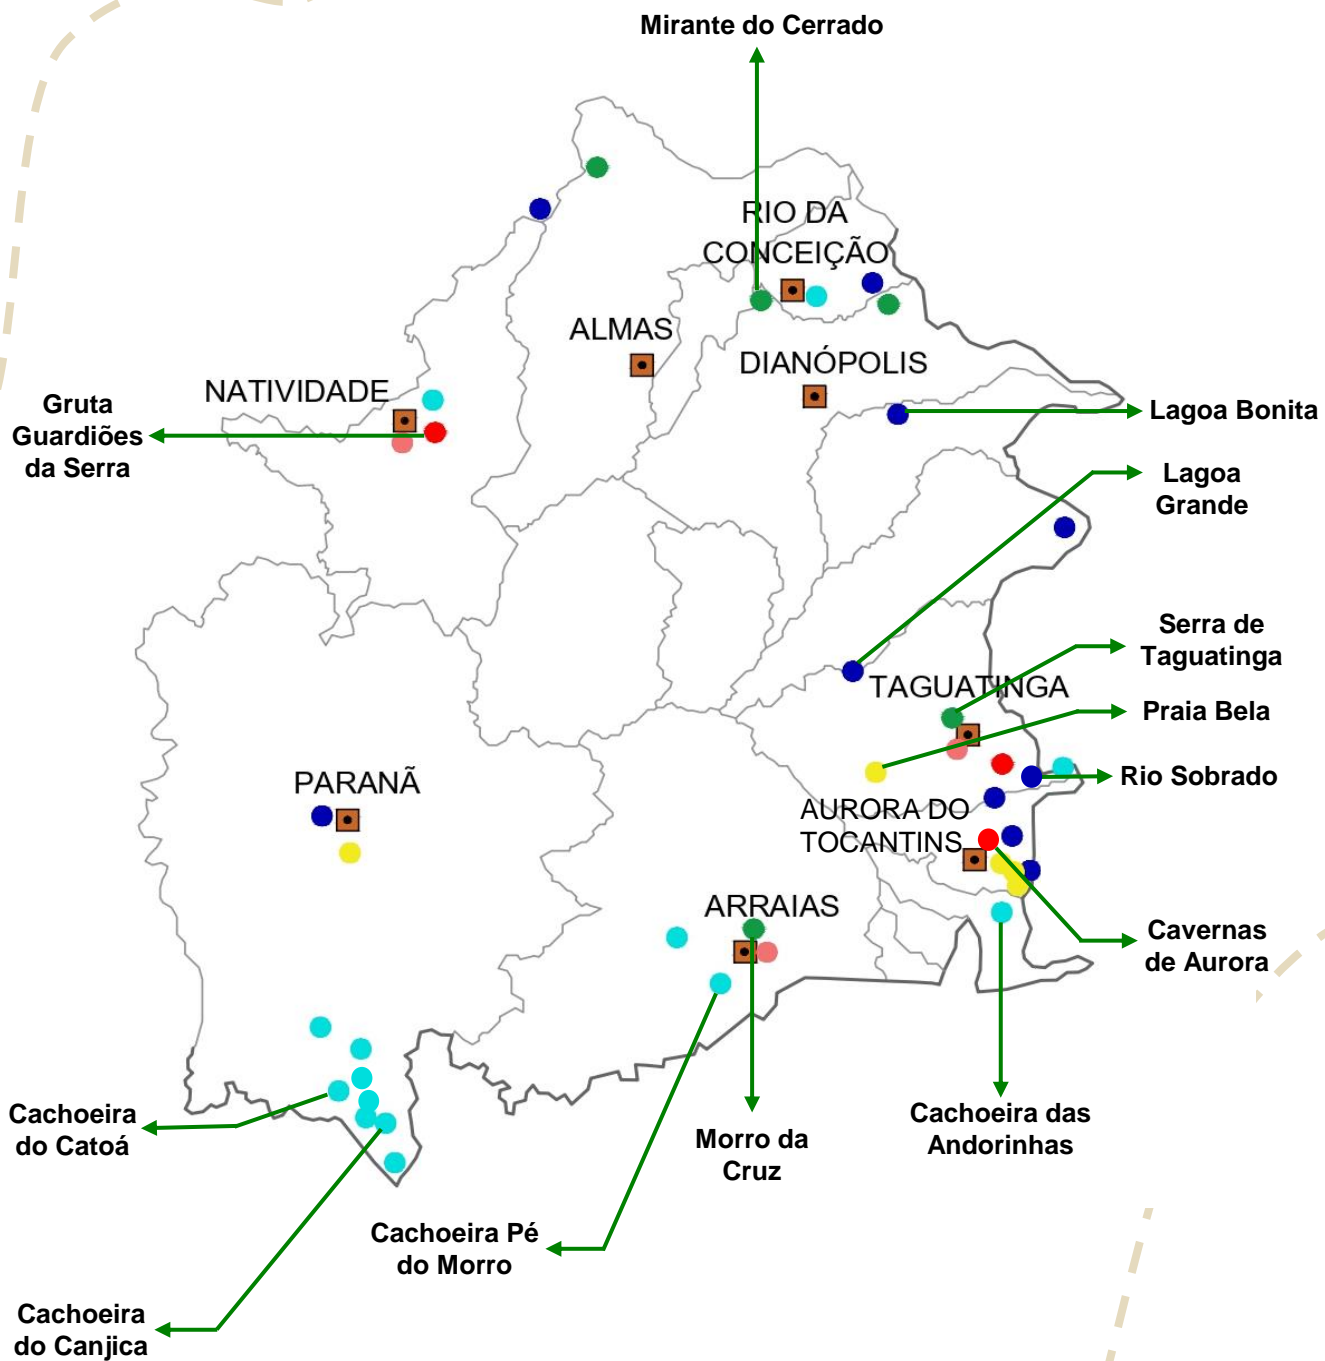 Mirante do Cerrado
RIO DA
CONCEIÇÃO
ALMAS
DIANÓPOLIS
NATIVIDADE
Gruta
Guardiões
da Serra
Lagoa Bonita
Lagoa
Grande
Serra de
Taguatinga
TAGUATINGA
Praia Bela
Rio Sobrado
PARANÃ
AURORA DO
TOCANTINS
ARRAIAS
Cavernas
de Aurora
Cachoeira
do Catoá
Cachoeira das
Andorinhas
Morro da
Cruz
Cachoeira Pé
do Morro
Cachoeira
do Canjica